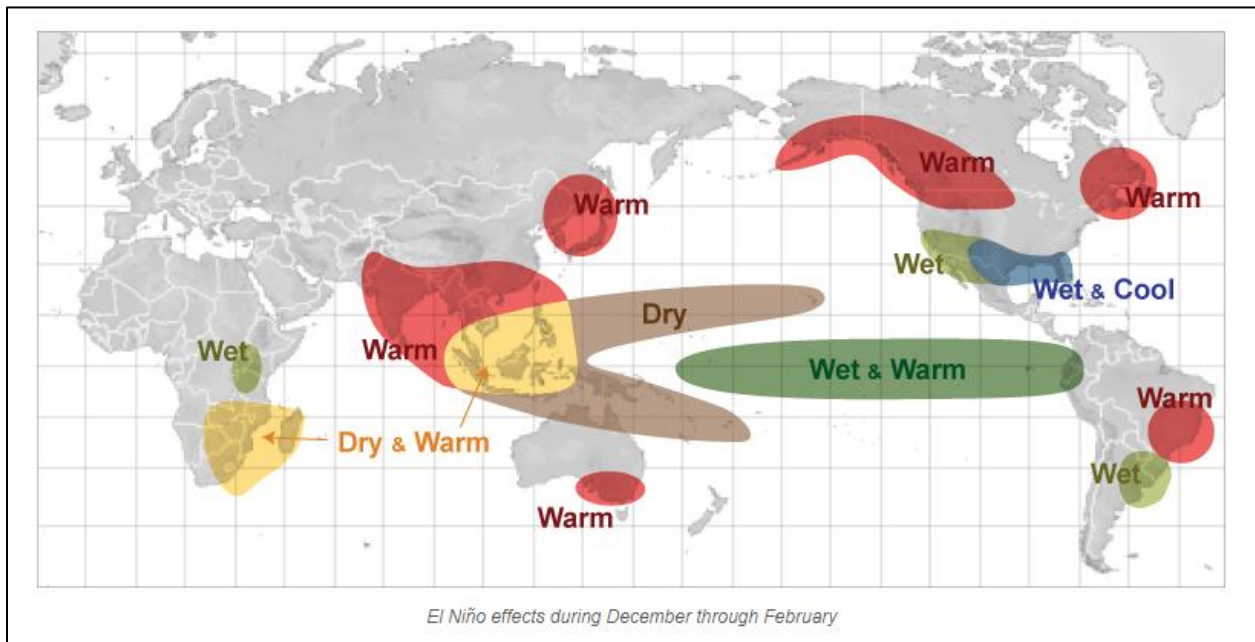 Warm
Warm
Warm
Wet
Wet & Cool
Dry
Wet
Warm
Wet & Warm
Warm
Dry & Warm
Wet
Warm
El Niño effects during December through February